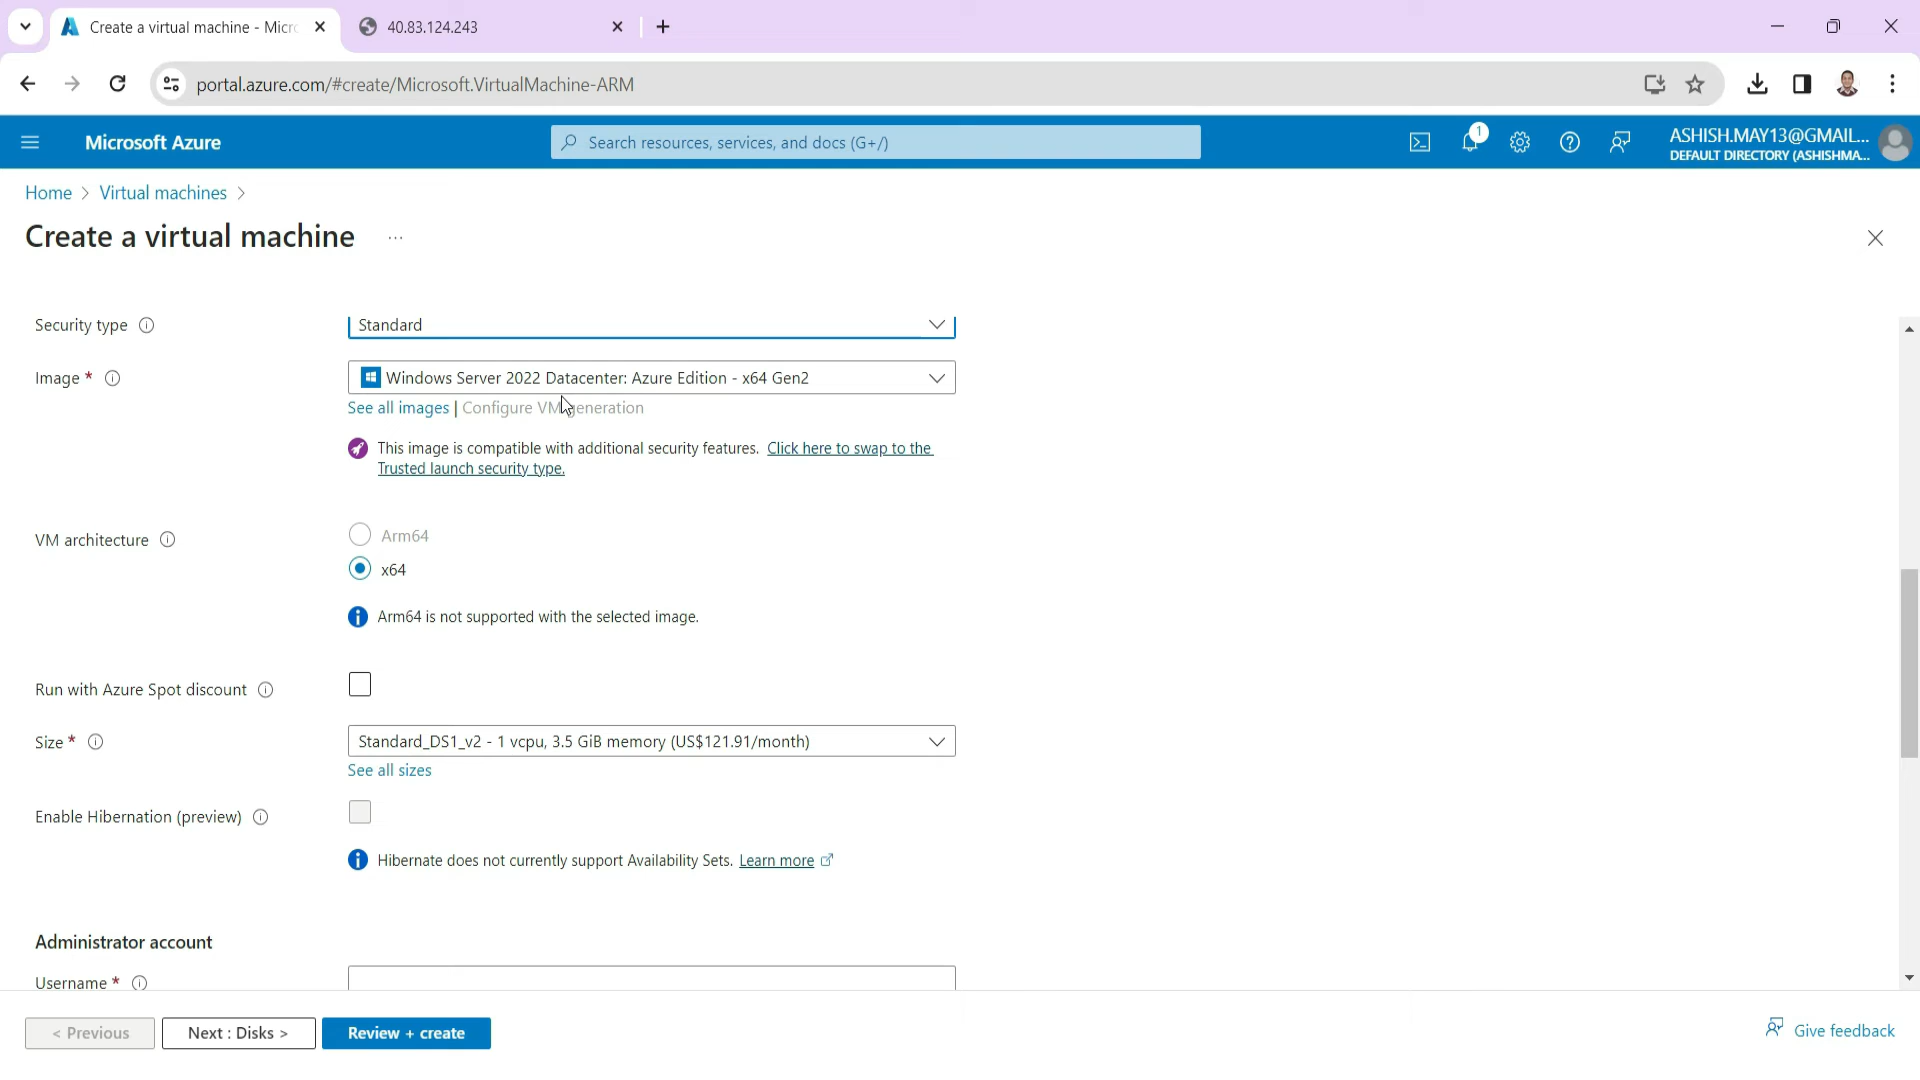 Create a virtual machine - Micro
40.83.124.243
portal.azure.com/#create/Microsoft.VirtualMachine-ARM
Microsoft Azure
Search resources, services, and docs (G+/)
1
ASHISH.MAY13@GMAIL...
DEFAULT DIRECTORY (ASHISHMA...
Home > Virtual machines >
Create a virtual machine ...
Security type
Standard
Image *
Windows Server 2022 Datacenter: Azure Edition - x64 Gen2
See all images | Configure VM generation
This image is compatible with additional security features. Click here to swap to the
Trusted launch security type.
VM architecture
Arm64
x64
Arm64 is not supported with the selected image.
Run with Azure Spot discount
Size *
Standard_DS1_v2 - 1 vcpu, 3.5 GiB memory (US$121.91/month)
See all sizes
Enable Hibernation (preview)
Hibernate does not currently support Availability Sets. Learn more
Administrator account
Username *
< Previous
Next : Disks >
Review + create
Give feedback